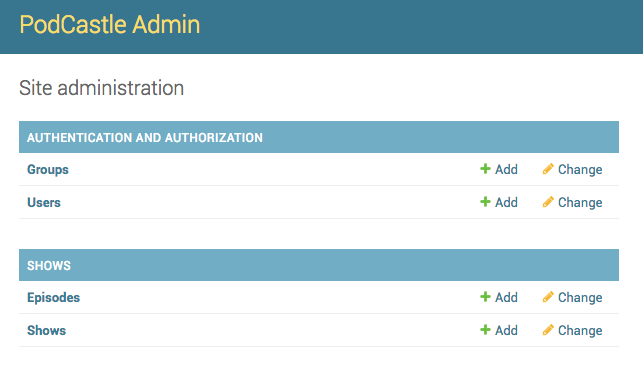 PodCastle Admin
Site administration
AUTHENTICATION AND AUTHORIZATION
Groups Add Change
Users Add Change
SHOWS
Episodes Add Change
Shows Add Change